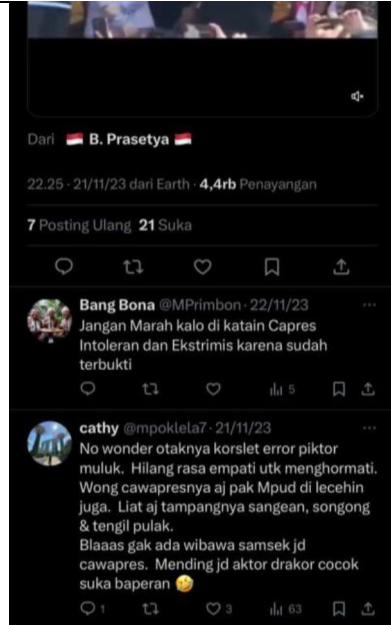 Dari 🇮🇩 B. Prasetya 🇮🇩
22.25 · 21/11/23 dari Earth · 4,4rb Penayangan
7 Posting Ulang 21 Suka
Bang Bona @MPrimbon · 22/11/23
Jangan Marah kalo di katain Capres
Intoleran dan Ekstrimis karena sudah
terbukti
5
cathy @mpoklela7 · 21/11/23
No wonder otaknya korslet error piktor
muluk. Hilang rasa empati utk menghormati.
Wong cawapresnya aj pak Mpud di lecehin
juga. Liat aj tampangnya sangean, songong
& tengil pulak.
Blaaas gak ada wibawa samsek jd
cawapres. Mending jd aktor drakor cocok
suka baperan 🤣
1 3 63